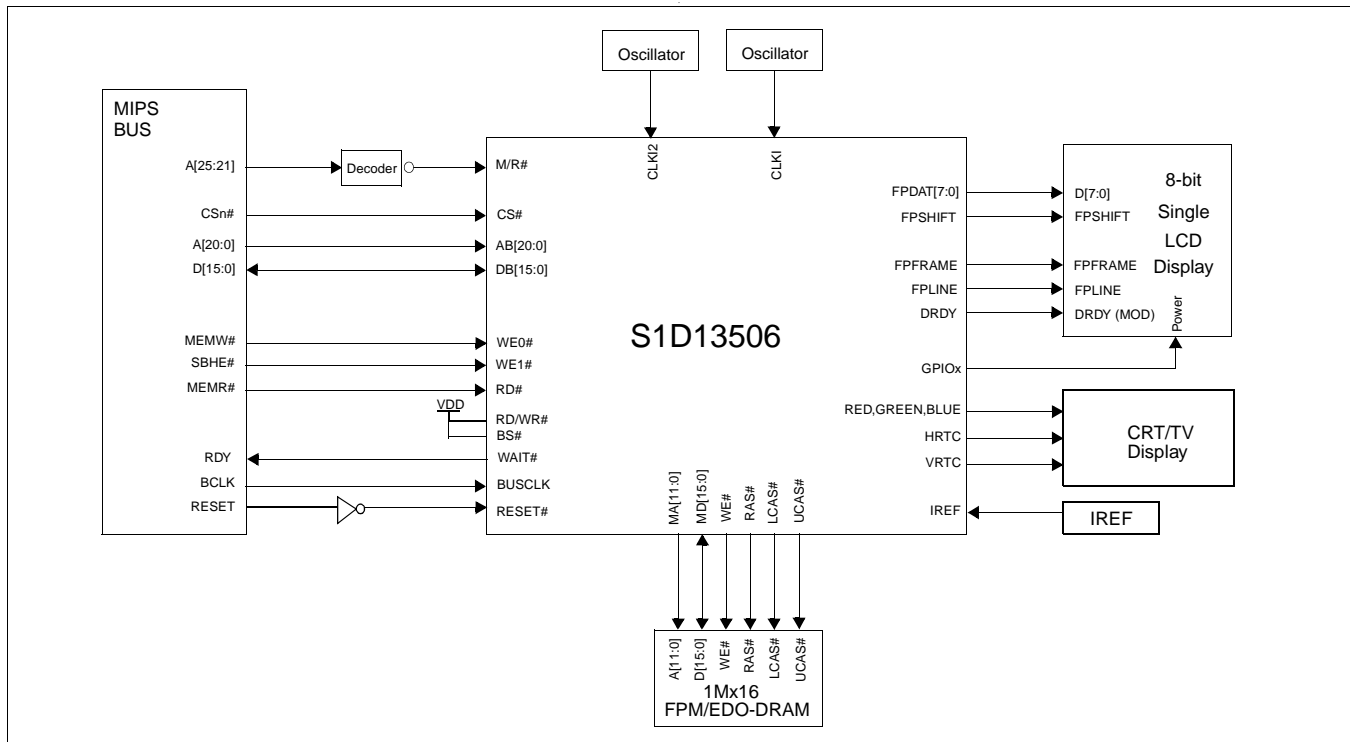 Oscillator
Oscillator
MIPS
BUS
A[25:21]
CSn#
A[20:0]
D[15:0]
MEMW#
SBHE#
MEMR#
RDY
BCLK
RESET
Decoder
VDD
CLKI2
CLKI
M/R#
CS#
AB[20:0]
DB[15:0]
WE0#
WE1#
RD#
RD/WR#
BS#
WAIT#
BUSCLK
RESET#
S1D13506
FPDAT[7:0]
FPSHIFT
FPFRAME
FPLINE
DRDY
GPIOx
RED,GREEN,BLUE
HRTC
VRTC
IREF
MA[11:0]
MD[15:0]
WE#
RAS#
LCAS#
UCAS#
D[7:0]
FPSHIFT
FPFRAME
FPLINE
DRDY (MOD)
Power
8-bit
Single
LCD
Display
CRT/TV
Display
IREF
A[11:0]
D[15:0]
WE#
RAS#
LCAS#
UCAS#
1Mx16
FPM/EDO-DRAM